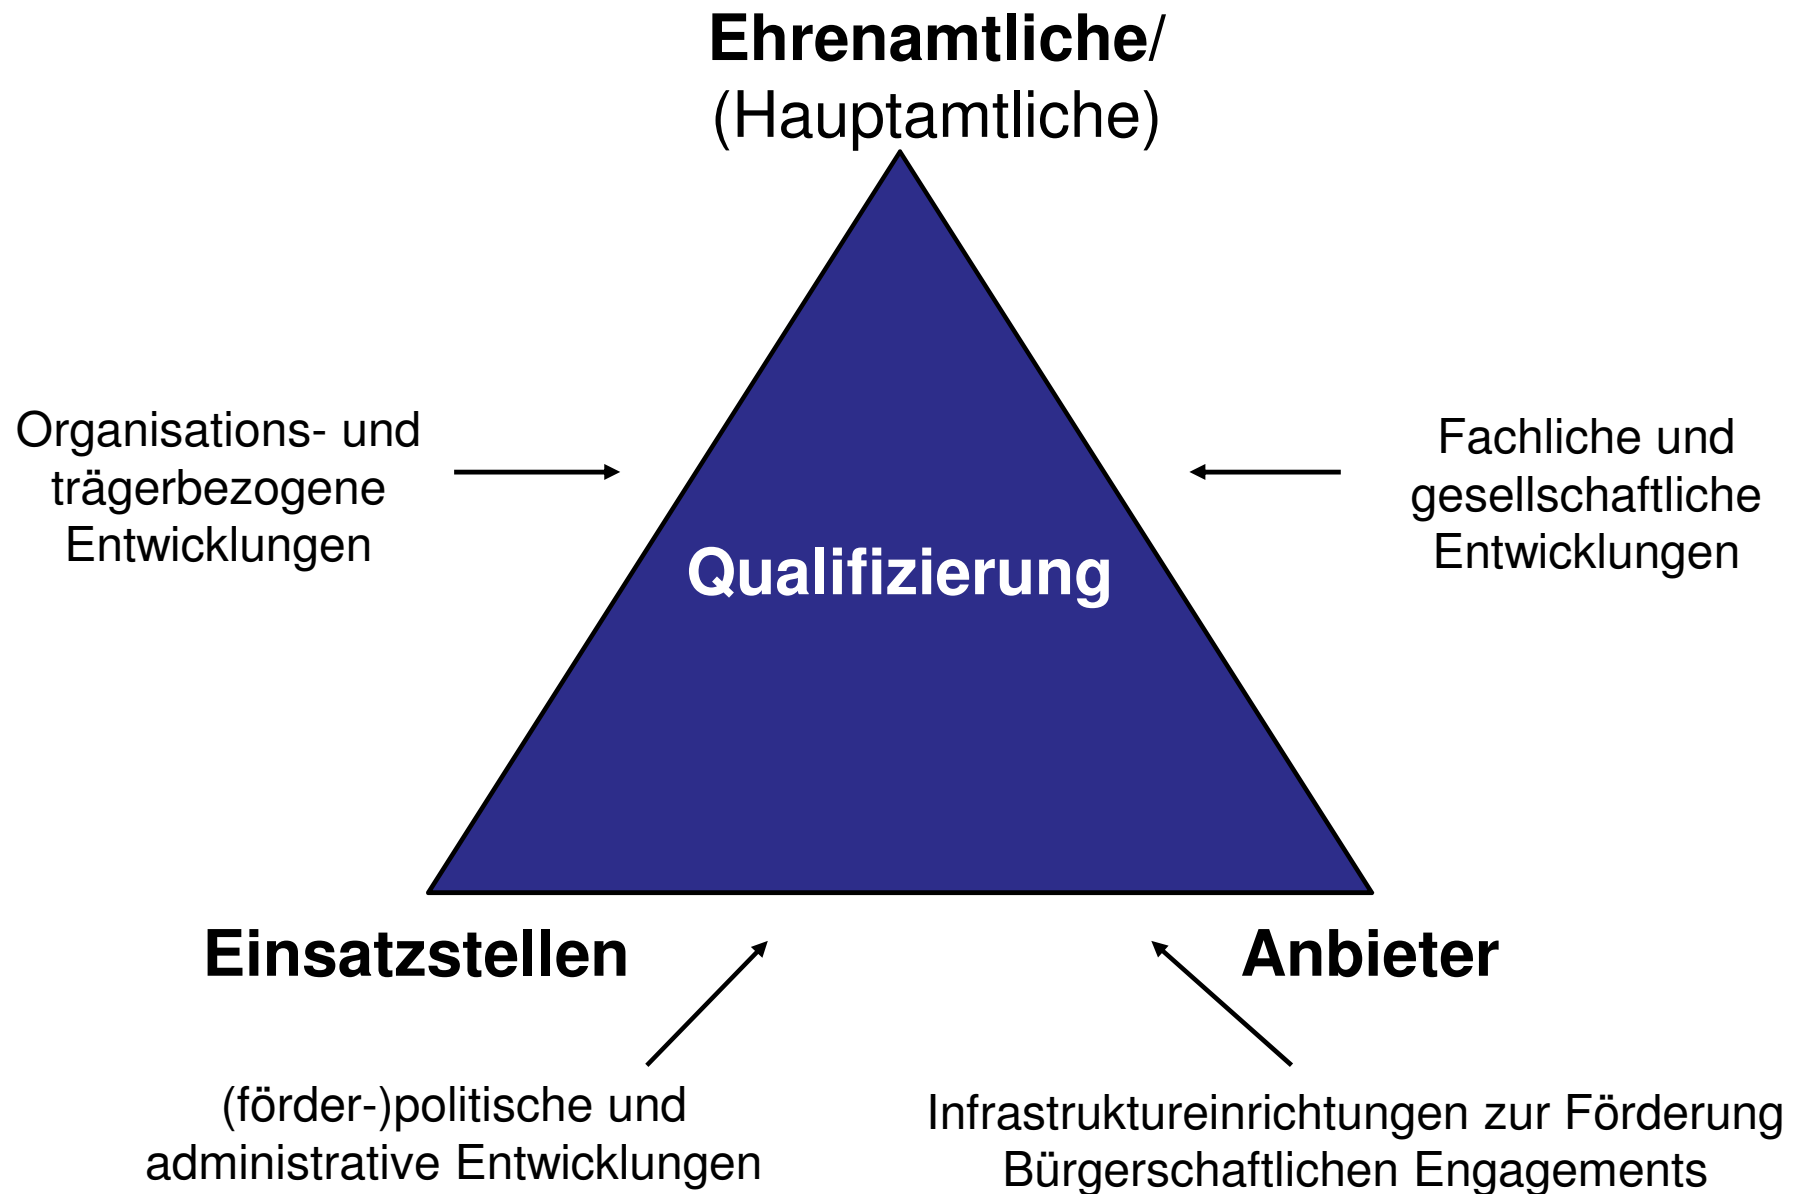 Ehrenamtliche/
(Hauptamtliche)
Organisations- und
trägerbezogene
Entwicklungen
Fachliche und
gesellschaftliche
Entwicklungen
Qualifizierung
Einsatzstellen
Anbieter
(förder-)politische und
administrative Entwicklungen
Infrastruktureinrichtungen zur Förderung
Bürgerschaftlichen Engagements